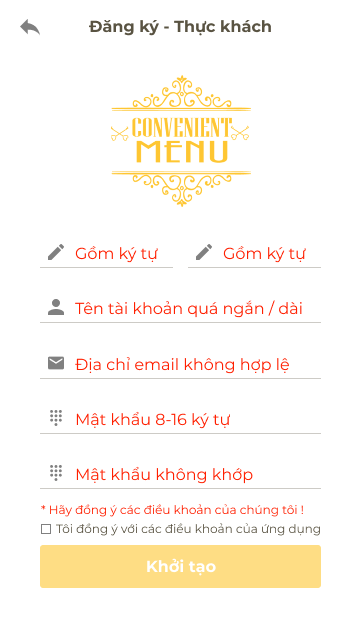 Đăng ký - Thực khách
CONVENIENT
MENU
Gồm ký tự Gồm ký tự
Tên tài khoản quá ngắn / dài
Địa chỉ email không hợp lệ
Mật khẩu 8-16 ký tự
Mật khẩu không khớp
* Hãy đồng ý các điều khoản của chúng tôi !
Tôi đồng ý với các điều khoản của ứng dụng
Khởi tạo